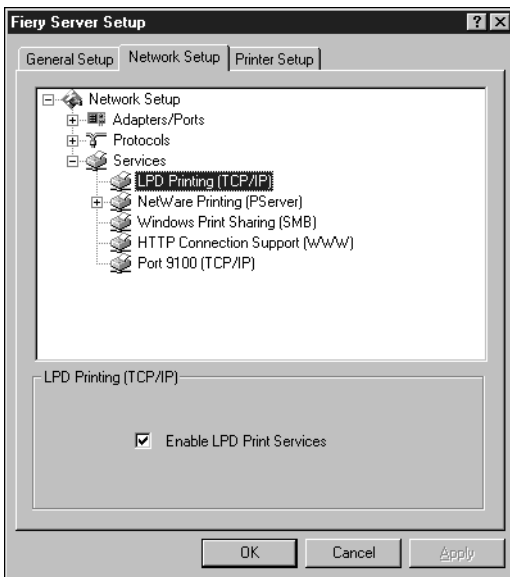 Fiery Server Setup
General Setup
Network Setup
Printer Setup
Network Setup
Adapters/Ports
Protocols
Services
LPD Printing (TCP/IP)
NetWare Printing (PServer)
Windows Print Sharing (SMB)
HTTP Connection Support (WWW)
Port 9100 (TCP/IP)
LPD Printing (TCP/IP)
Enable LPD Print Services
OK
Cancel
Apply